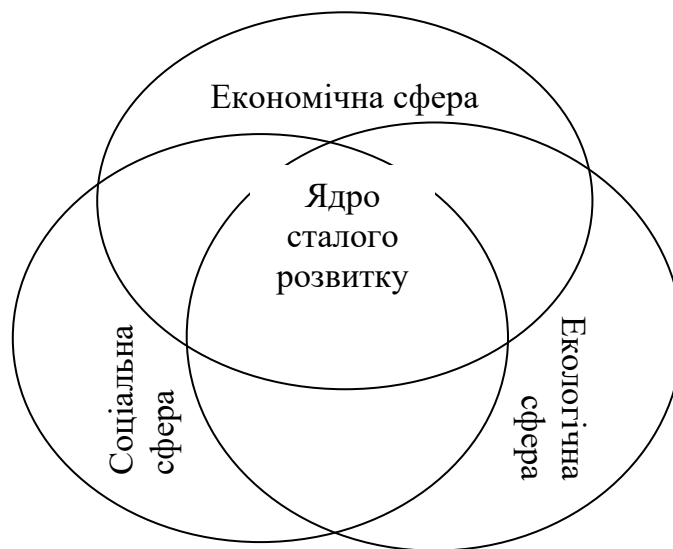 Економічна сфера
Ядро
сталого
розвитку
Соціальна
сфера
Екологічна
сфера